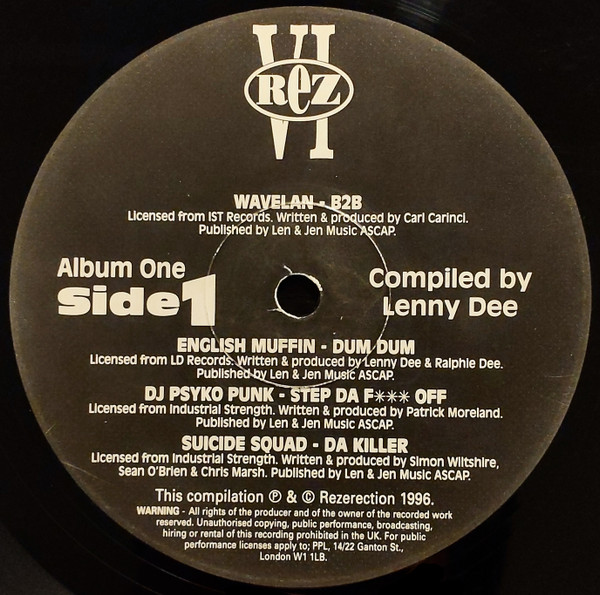 VI
ReZ
WAVELAN - B2B
Licensed from IST Records. Written & produced by Carl Carinci.
Published by Len & Jen Music ASCAP.
Album One
Side 1
Compiled by
Lenny Dee
ENGLISH MUFFIN - DUM DUM
Licensed from LD Records. Written & produced by Lenny Dee & Ralphie Dee.
Published by Len & Jen Music ASCAP.
DJ PSYKO PUNK - STEP DA F*** OFF
Licensed from Industrial Strength. Written & produced by Patrick Moreland.
Published by Len & Jen Music ASCAP.
SUICIDE SQUAD - DA KILLER
Licensed from Industrial Strength. Written & produced by Simon Wiltshire,
Sean O'Brien & Chris Marsh. Published by Len & Jen Music ASCAP.
This compilation ℗ & © Rezerection 1996.
WARNING - All rights of the producer and of the owner of the recorded work
reserved. Unauthorised copying, public performance, broadcasting,
hiring or rental of this recording prohibited in the UK. For public
performance licenses apply to; PPL, 14/22 Ganton St.,
London W1 1LB.